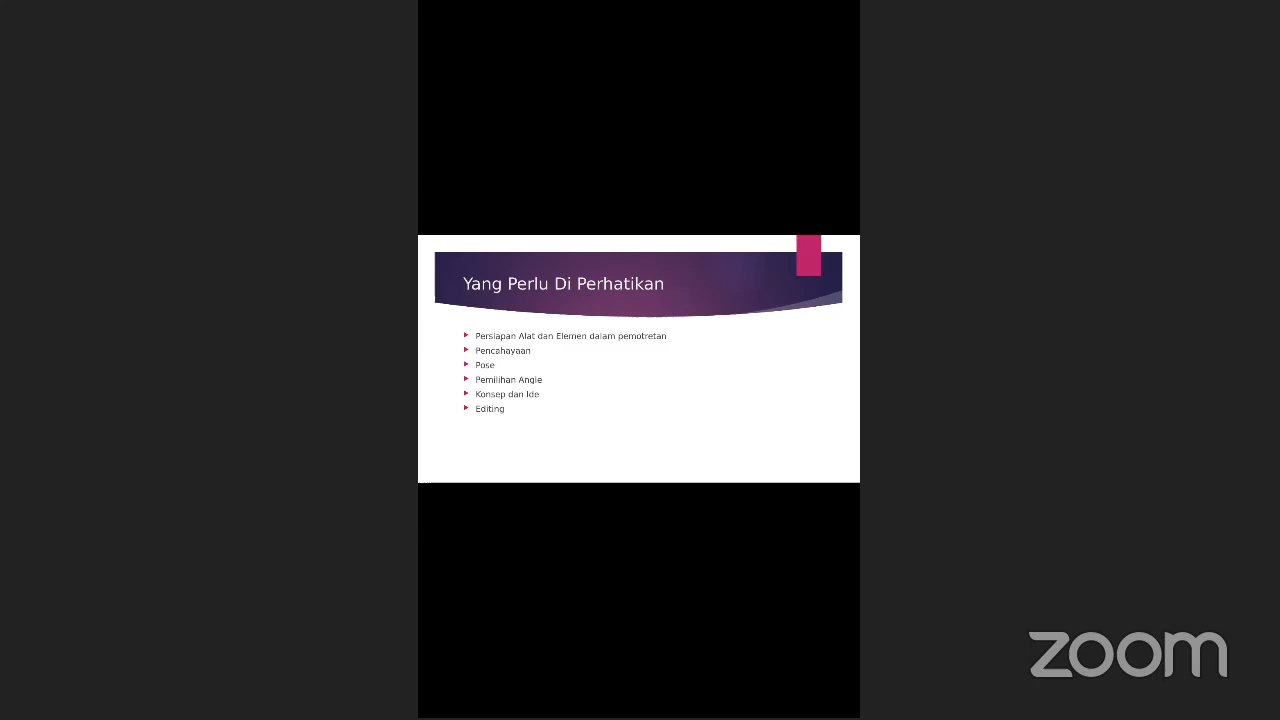 Yang Perlu Di Perhatikan
Persiapan Alat dan Elemen dalam pemotretan
Pencahayaan
Pose
Pemilihan Angle
Konsep dan Ide
Editing
zoom